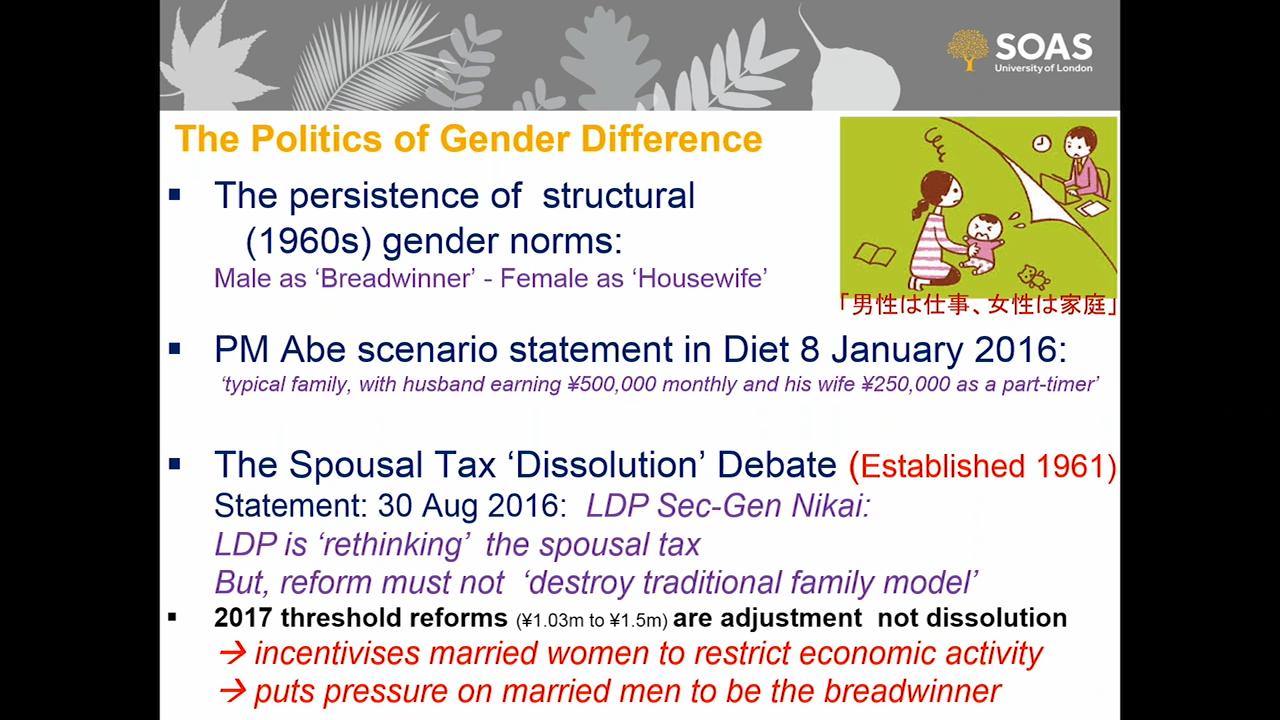 SOAS
University of London
The Politics of Gender Difference
▪ The persistence of structural
(1960s) gender norms:
Male as ‘Breadwinner’ - Female as ‘Housewife’
「男性は仕事、女性は家庭」
▪ PM Abe scenario statement in Diet 8 January 2016:
‘typical family, with husband earning ¥500,000 monthly and his wife ¥250,000 as a part-timer’
▪ The Spousal Tax ‘Dissolution’ Debate (Established 1961)
Statement: 30 Aug 2016: LDP Sec-Gen Nikai:
LDP is ‘rethinking’ the spousal tax
But, reform must not ‘destroy traditional family model’
▪ 2017 threshold reforms (¥1.03m to ¥1.5m) are adjustment not dissolution
→ incentivises married women to restrict economic activity
→ puts pressure on married men to be the breadwinner